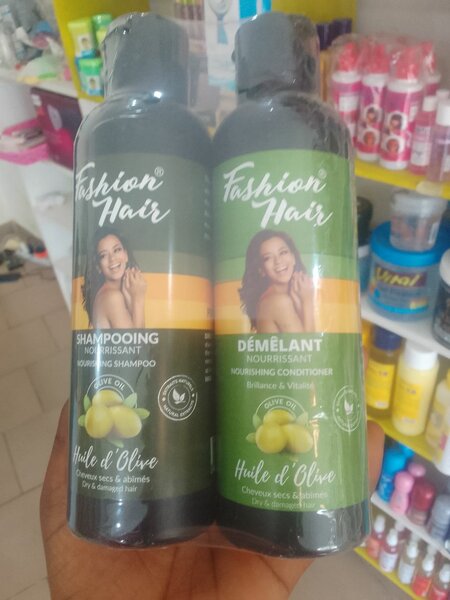 Fashion®
Hair
SHAMPOOING
NOURRISSANT
NOURISHING SHAMPOO
OLIVE OIL
Huile d'Olive
Cheveux secs & abîmés
Dry & damaged hair
Fashion®
Hair
DÉMÊLANT
NOURRISSANT
NOURISHING CONDITIONER
Brillance & Vitalité
OLIVE OIL
Huile d'Olive
Cheveux secs & abîmés
Dry & damaged hair
Vital